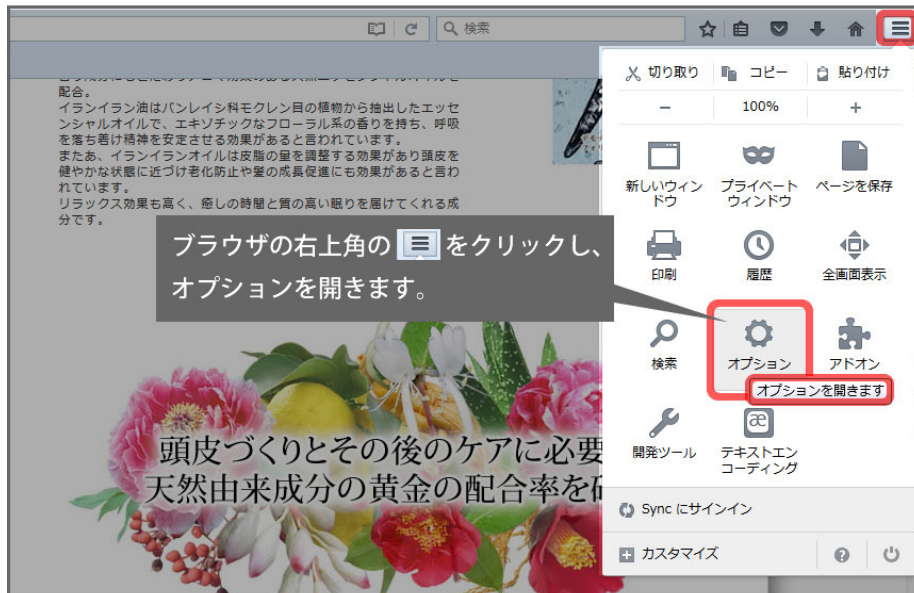 検索
切り取り
コピー
貼り付け
－
100%
＋
配合。
イランイラン油はバンレイシ科モクレン目の植物から抽出したエッセ
ンシャルオイルで、エキゾチックなフローラル系の香りを持ち、呼吸
を落ち着け精神を安定させる効果があると言われています。
またあ、イランイランオイルは皮脂の量を調整する効果があり頭皮を
健やかな状態に近づけ老化防止や髪の成長促進にも効果があると言わ
れています。
リラックス効果も高く、癒しの時間と質の高い眠りを届けてくれる成
分です。
ブラウザの右上角の ☰ をクリックし、
オプションを開きます。
新しいウィン
ドウ
プライベート
ウィンドウ
ページを保存
印刷
履歴
全画面表示
検索
オプション
アドオン
オプションを開きます
開発ツール
テキストエン
コーディング
æ
Sync にサインイン
カスタマイズ
?
頭皮づくりとその後のケアに必要
天然由来成分の黄金の配合率を